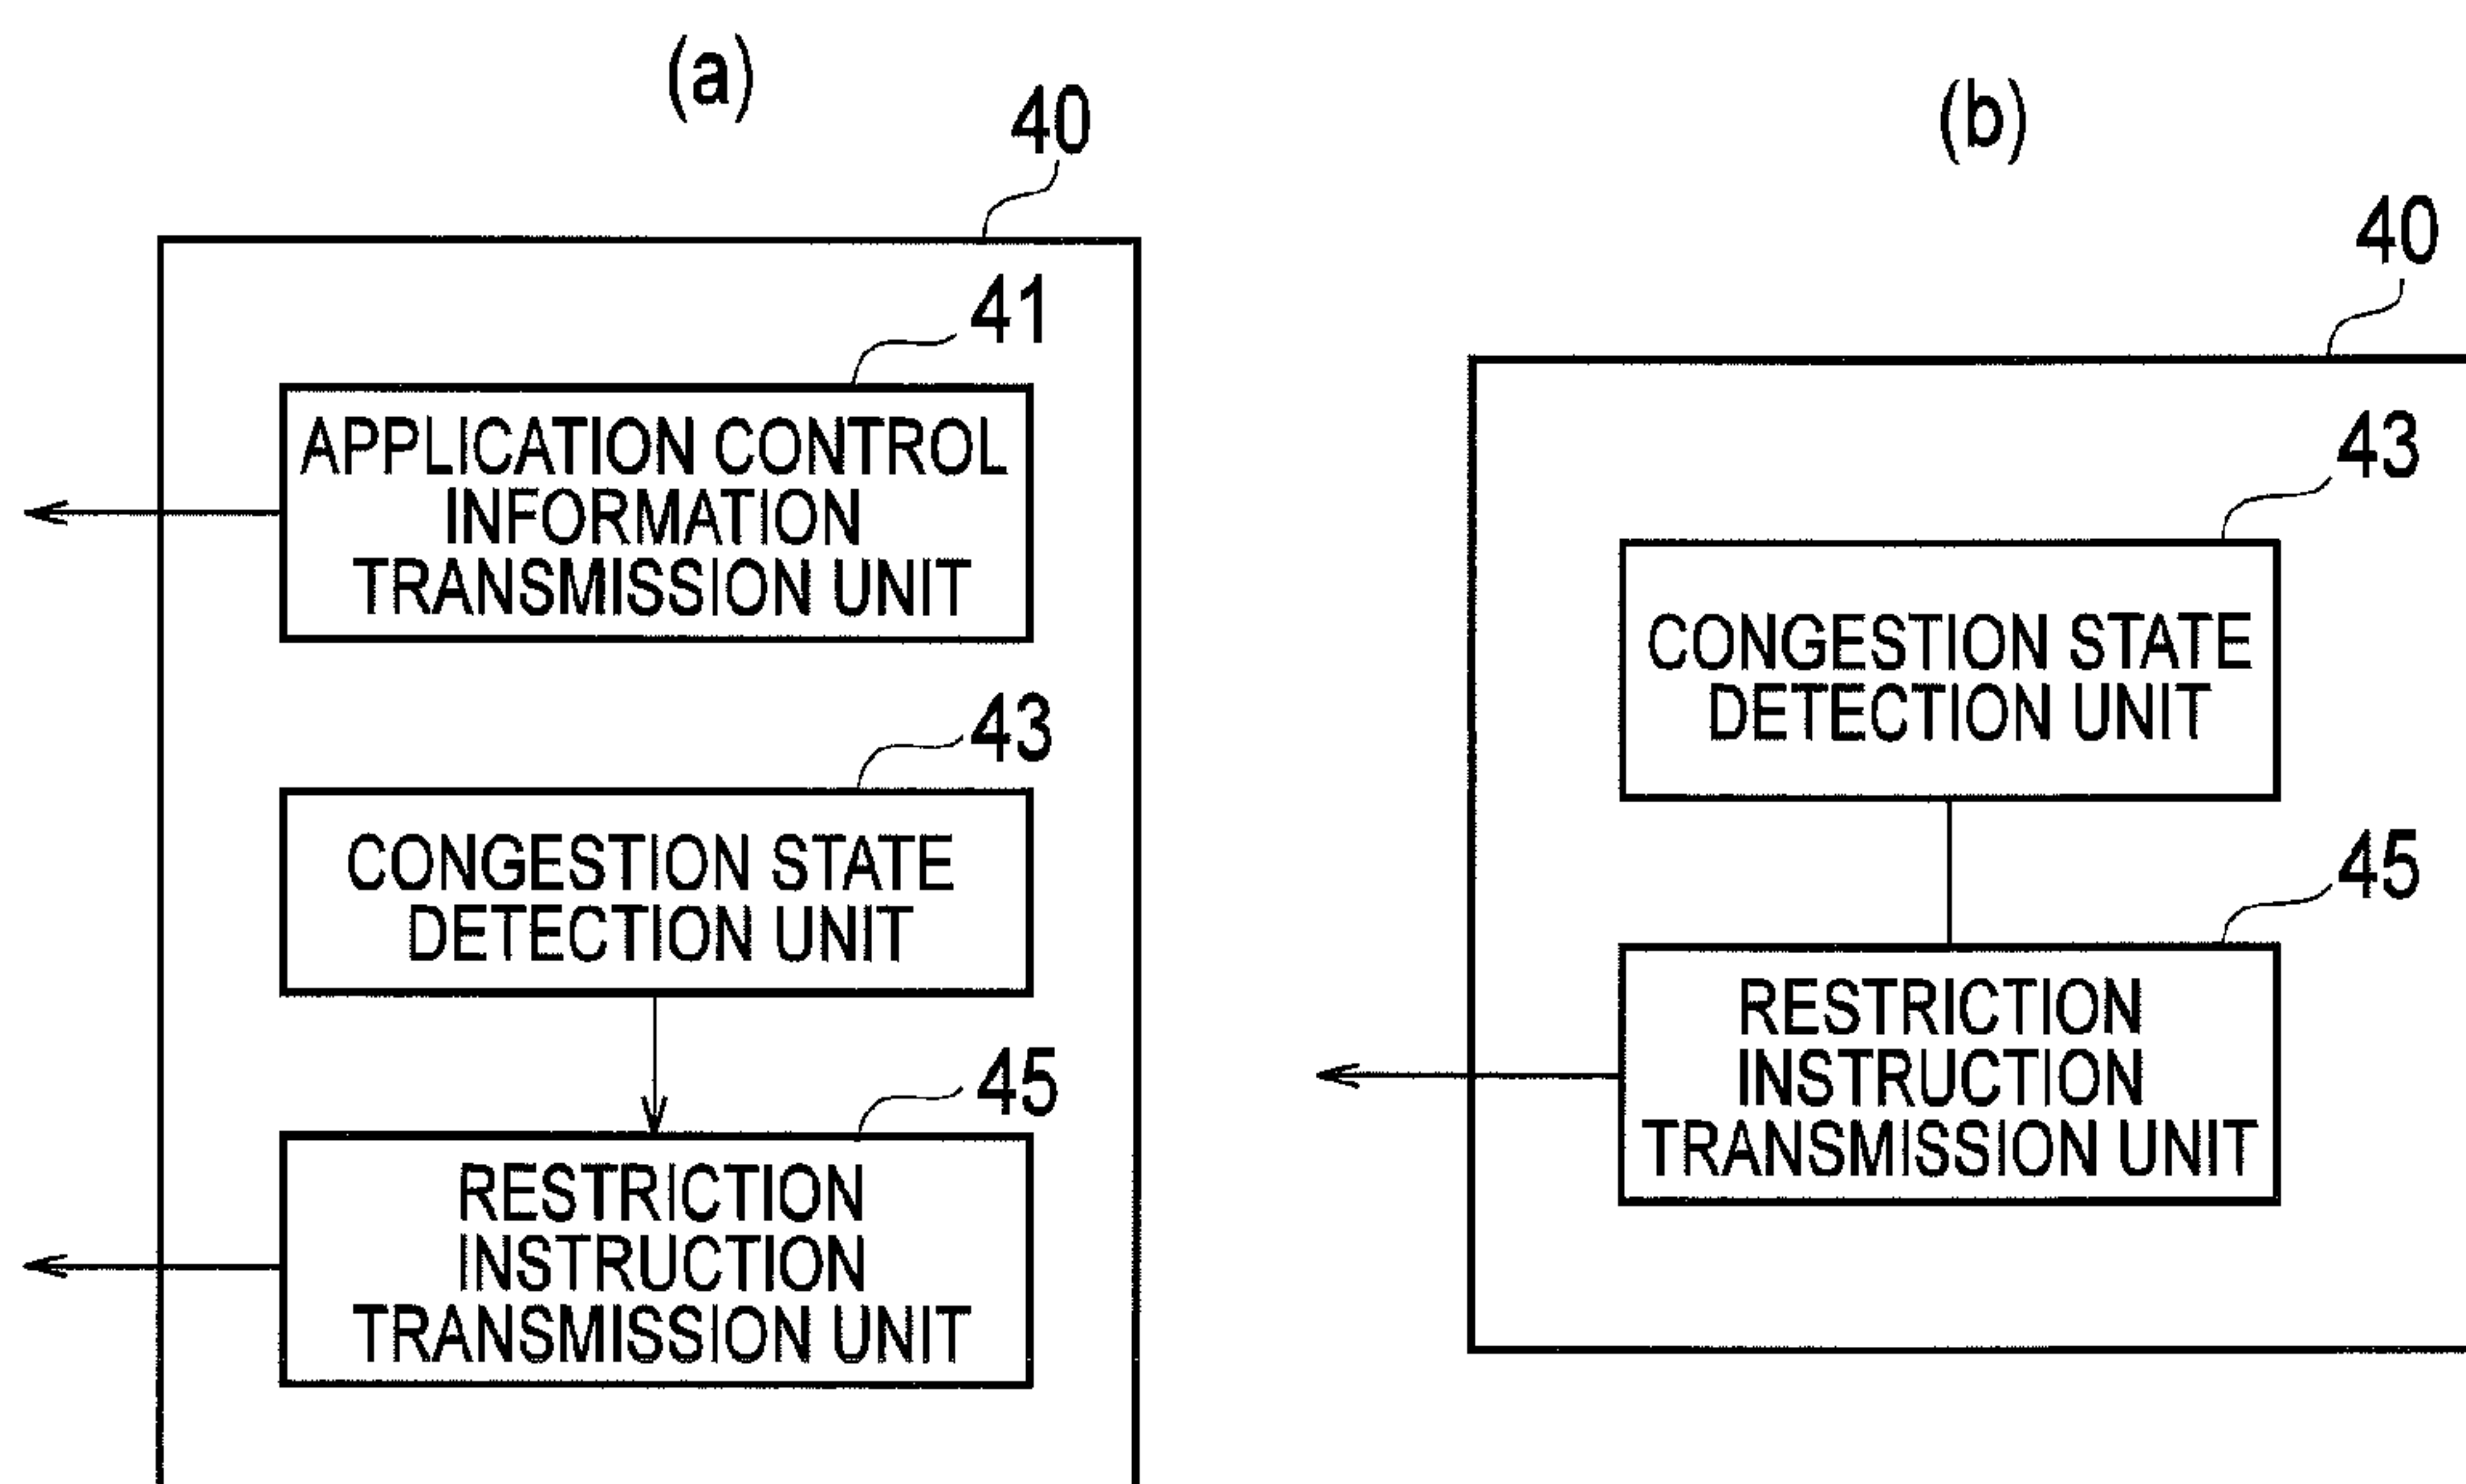 (a)
40
41
APPLICATION CONTROL
INFORMATION
TRANSMISSION UNIT
43
CONGESTION STATE
DETECTION UNIT
45
RESTRICTION
INSTRUCTION
TRANSMISSION UNIT
(b)
40
43
CONGESTION STATE
DETECTION UNIT
45
RESTRICTION
INSTRUCTION
TRANSMISSION UNIT